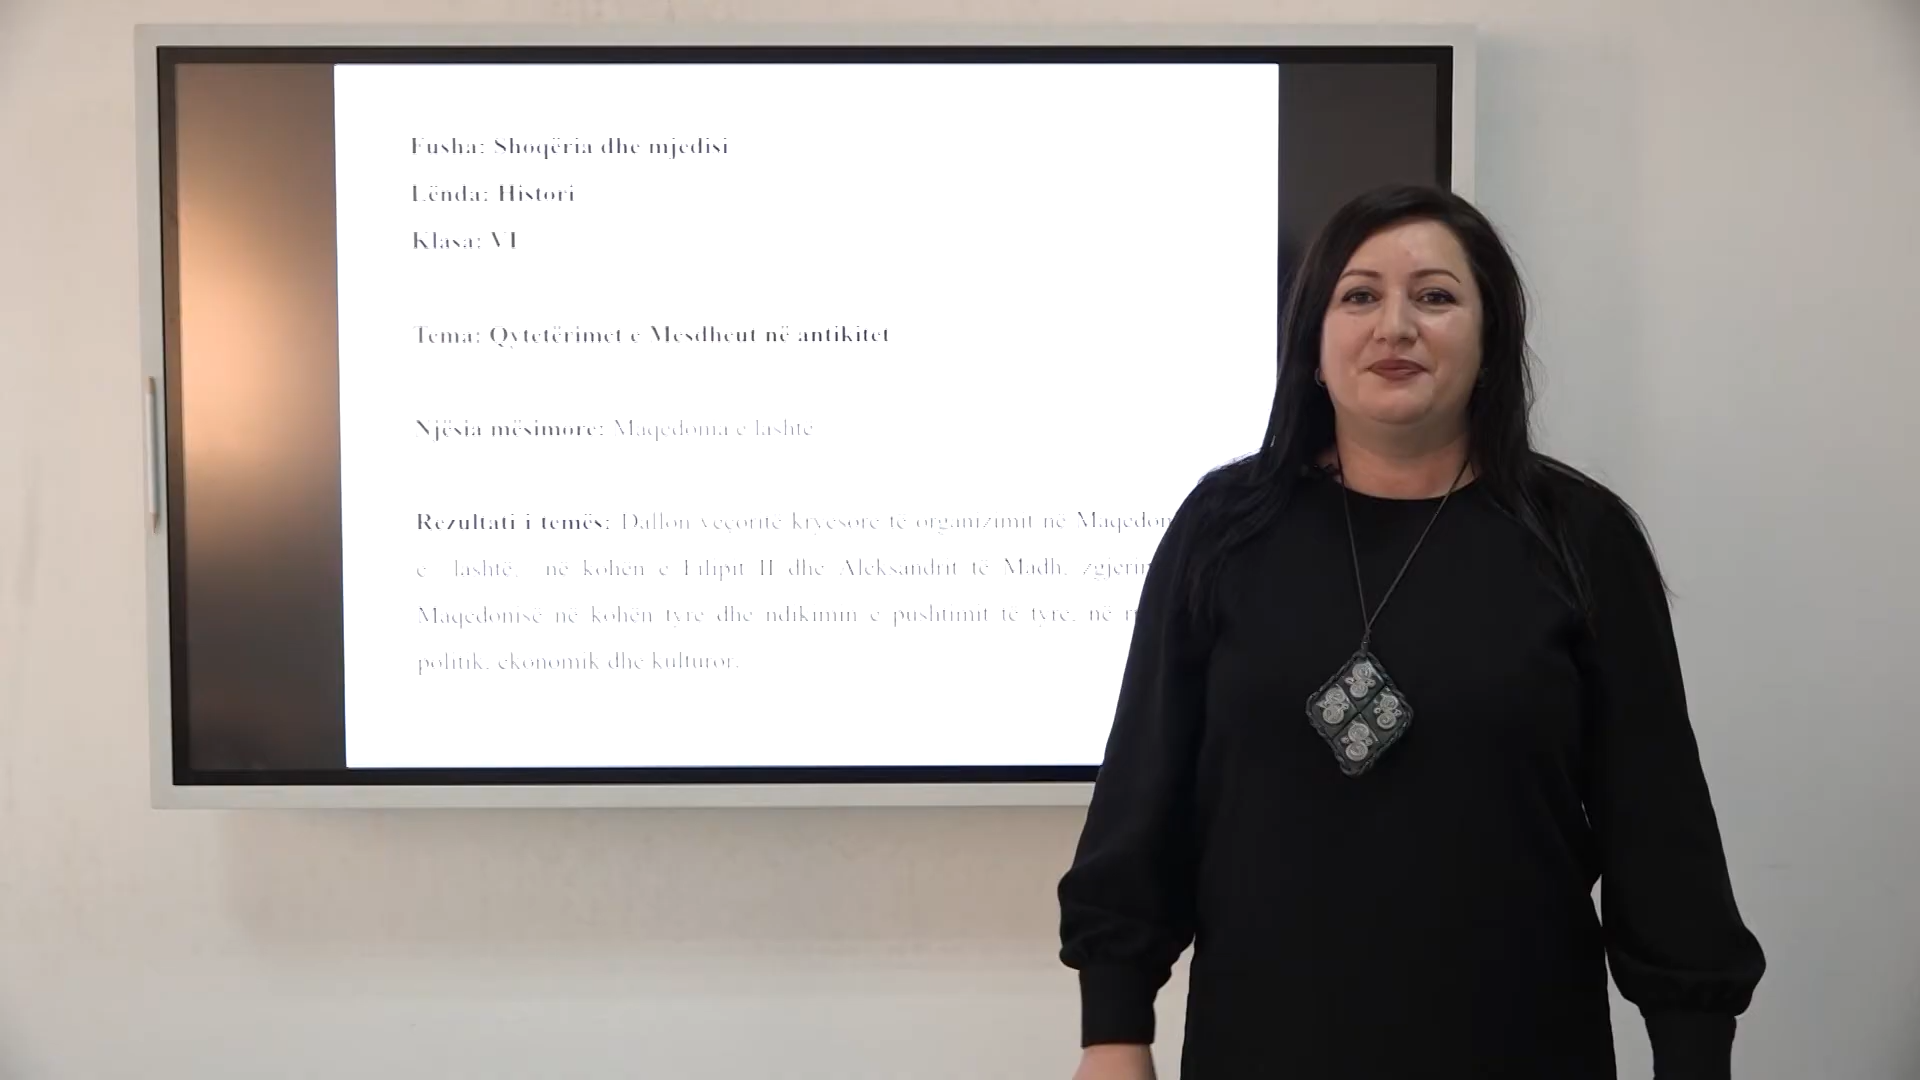 Fusha: Shoqëria dhe mjedisi
Lënda: Histori
Klasa: VI
Tema: Qytetërimet e Mesdheut në antikitet
Njësia mësimore: Maqedonia e lashtë
Rezultati i temës: Dallon veçoritë kryesore të organizimit në
e lashtë, në kohën e Filipit II dhe Aleksandrit të Madh,
Maqedonisë në kohën tyre dhe ndikimin e pushtimit të tyre, në
politik, ekonomik dhe kulturor.